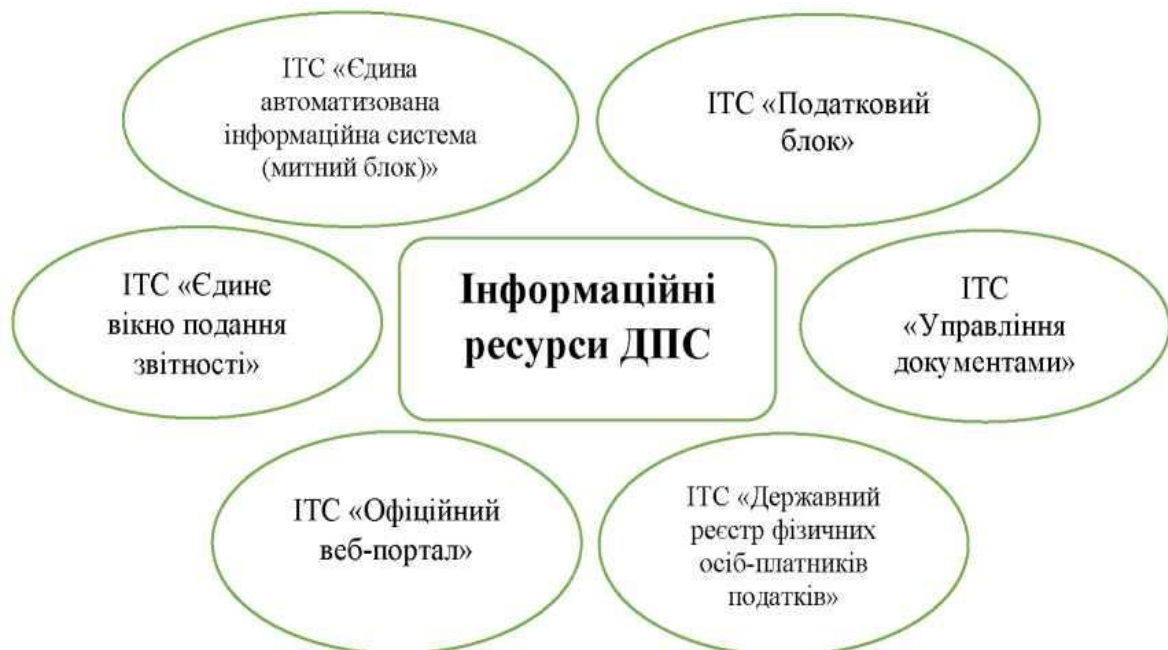 ІТС «Єдина
автоматизована
інформаційна система
(митний блок)»
ІТС «Податковий
блок»
ІТС «Єдине
вікно подання
звітності»
Інформаційні
ресурси ДПС
ІТС
«Управління
документами»
ІТС «Офіційний
веб-портал»
ІТС «Державний
реєстр фізичних
осіб-платників
податків»